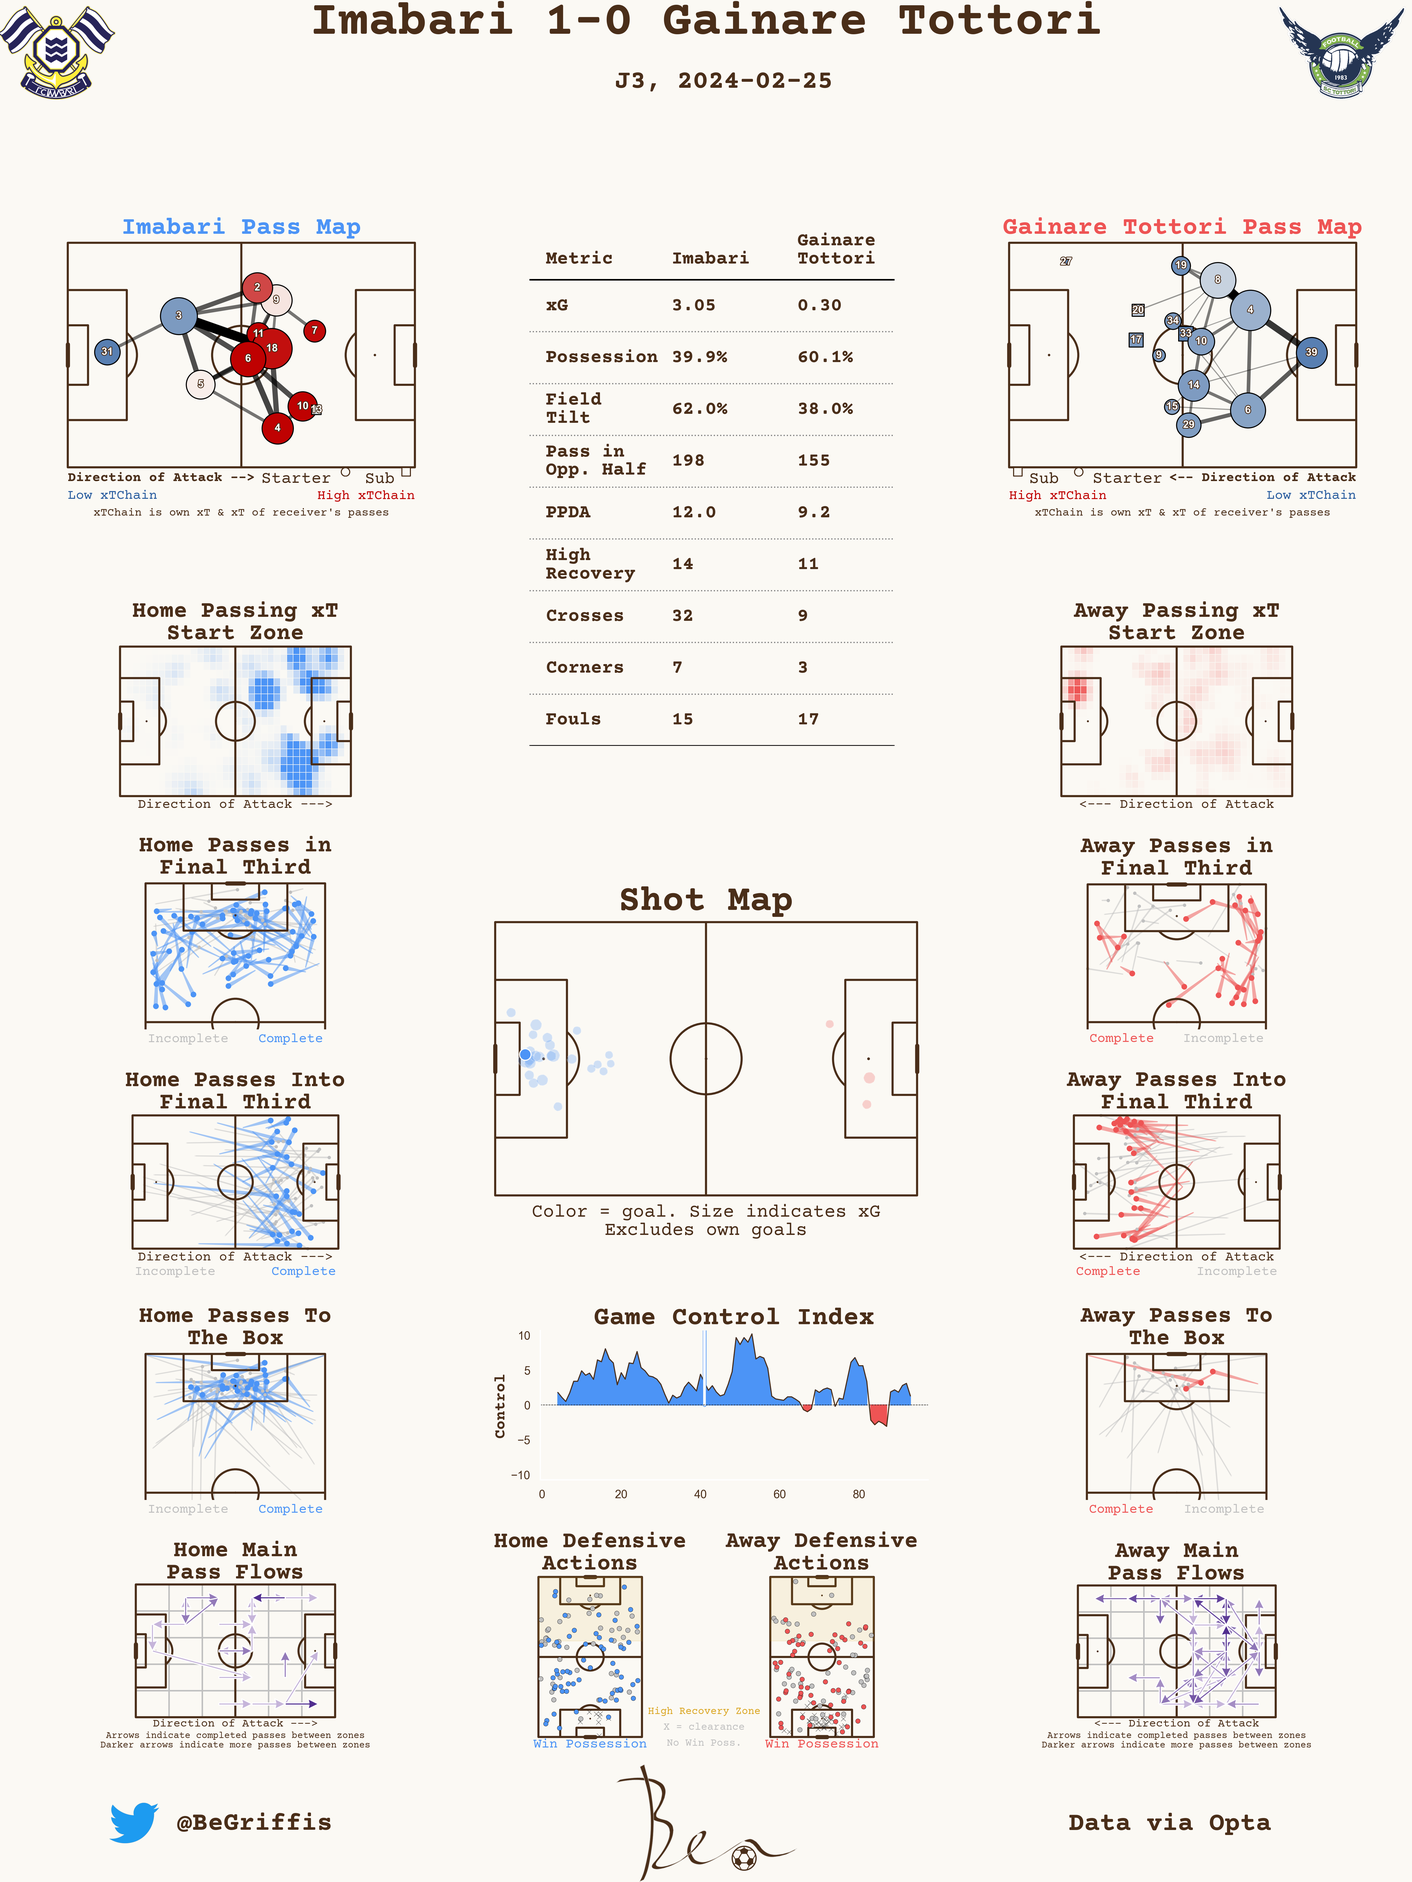 Imabari 1-0 Gainare Tottori
J3, 2024-02-25
FC IMABARI
FOOTBALL
1983
S.C. TOTTORI
Imabari Pass Map
2
9
3
7
11
31
18
6
5
10
13
4
Direction of Attack --> Starter Sub
Low xTChain High xTChain
xTChain is own xT & xT of receiver's passes
Metric Imabari Gainare Tottori
xG 3.05 0.30
Possession 39.9% 60.1%
Field Tilt 62.0% 38.0%
Pass in Opp. Half 198 155
PPDA 12.0 9.2
High Recovery 14 11
Crosses 32 9
Corners 7 3
Fouls 15 17
Gainare Tottori Pass Map
27
19
8
20
4
34
33
17
10
9
39
14
15
6
29
Sub Starter <-- Direction of Attack
High xTChain Low xTChain
xTChain is own xT & xT of receiver's passes
Home Passing xT
Start Zone
Direction of Attack --->
Away Passing xT
Start Zone
<--- Direction of Attack
Home Passes in
Final Third
Incomplete Complete
Away Passes in
Final Third
Complete Incomplete
Shot Map
Color = goal. Size indicates xG
Excludes own goals
Home Passes Into
Final Third
Direction of Attack --->
Incomplete Complete
Away Passes Into
Final Third
<--- Direction of Attack
Complete Incomplete
Home Passes To
The Box
Incomplete Complete
Game Control Index
Control
10
5
0
−5
−10
0 20 40 60 80
Away Passes To
The Box
Complete Incomplete
Home Main
Pass Flows
Direction of Attack --->
Arrows indicate completed passes between zones
Darker arrows indicate more passes between zones
Home Defensive
Actions
Win Possession
High Recovery Zone
X = clearance
No Win Poss.
Away Defensive
Actions
Win Possession
Away Main
Pass Flows
<--- Direction of Attack
Arrows indicate completed passes between zones
Darker arrows indicate more passes between zones
@BeGriffis
Ben
Data via Opta